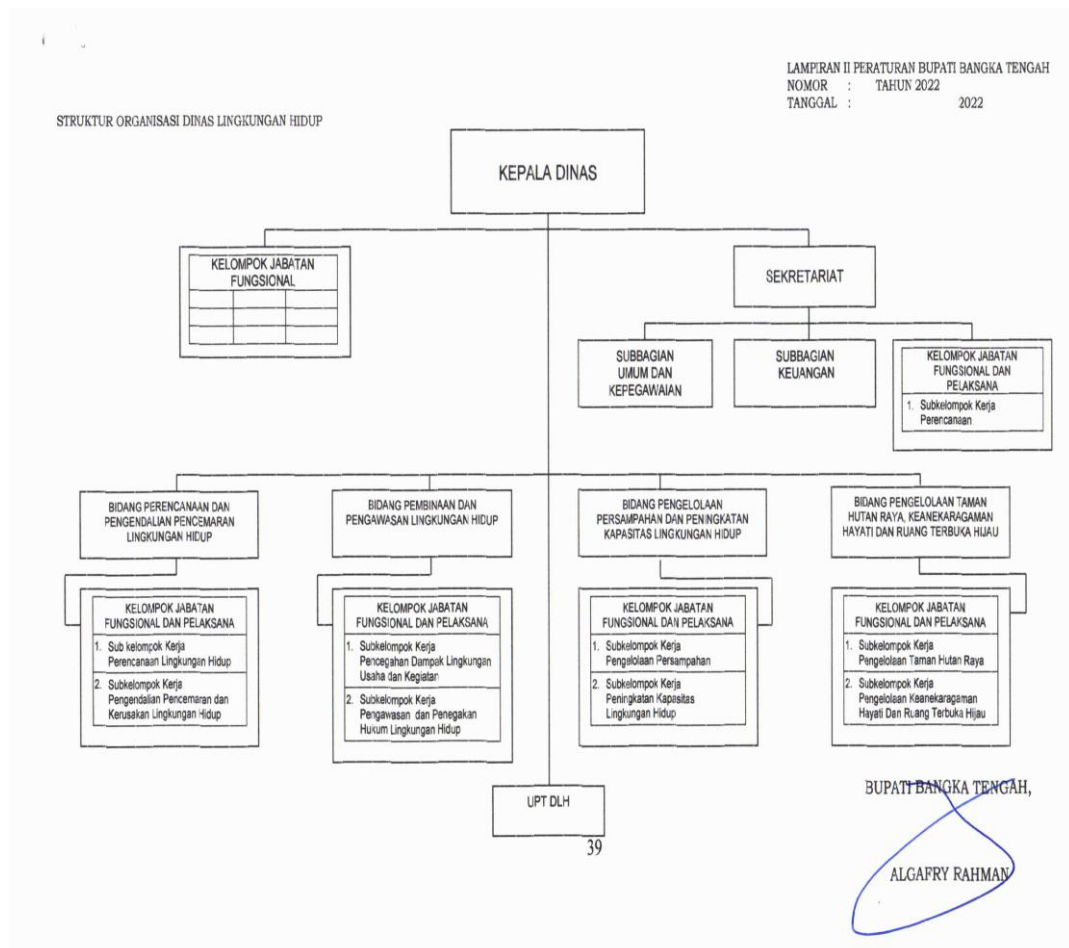 LAMPIRAN II PERATURAN BUPATI BANGKA TENGAH
NOMOR : TAHUN 2022
TANGGAL : 2022
STRUKTUR ORGANISASI DINAS LINGKUNGAN HIDUP
KEPALA DINAS
KELOMPOK JABATAN
FUNGSIONAL
SEKRETARIAT
SUBBAGIAN
UMUM DAN
KEPEGAWAIAN
SUBBAGIAN
KEUANGAN
KELOMPOK JABATAN
FUNGSIONAL DAN
PELAKSANA
1. Subkelompok Kerja
Perencanaan
BIDANG PERENCANAAN DAN
PENGENDALIAN PENCEMARAN
LINGKUNGAN HIDUP
BIDANG PEMBINAAN DAN
PENGAWASAN LINGKUNGAN HIDUP
BIDANG PENGELOLAAN
PERSAMPAHAN DAN PENINGKATAN
KAPASITAS LINGKUNGAN HIDUP
BIDANG PENGELOLAAN TAMAN
HUTAN RAYA, KEANEKARAGAMAN
HAYATI DAN RUANG TERBUKA HIJAU
KELOMPOK JABATAN
FUNGSIONAL DAN PELAKSANA
1. Sub kelompok Kerja
Perencanaan Lingkungan Hidup
2. Subkelompok Kerja
Pengendalian Pencemaran dan
Kerusakan Lingkungan Hidup
KELOMPOK JABATAN
FUNGSIONAL DAN PELAKSANA
1. Subkelompok Kerja
Pencegahan Dampak Lingkungan
Usaha dan Kegiatan
2. Subkelompok Kerja
Pengawasan dan Penegakan
Hukum Lingkungan Hidup
KELOMPOK JABATAN
FUNGSIONAL DAN PELAKSANA
1. Subkelompok Kerja
Pengelolaan Persampahan
2. Subkelompok Kerja
Peningkatan Kapasitas
Lingkungan Hidup
KELOMPOK JABATAN
FUNGSIONAL DAN PELAKSANA
1. Subkelompok Kerja
Pengelolaan Taman Hutan Raya
2. Subkelompok Kerja
Pengelolaan Keanekaragaman
Hayati Dan Ruang Terbuka Hijau
UPT DLH
39
BUPATI BANGKA TENGAH,
ALGAFRY RAHMAN